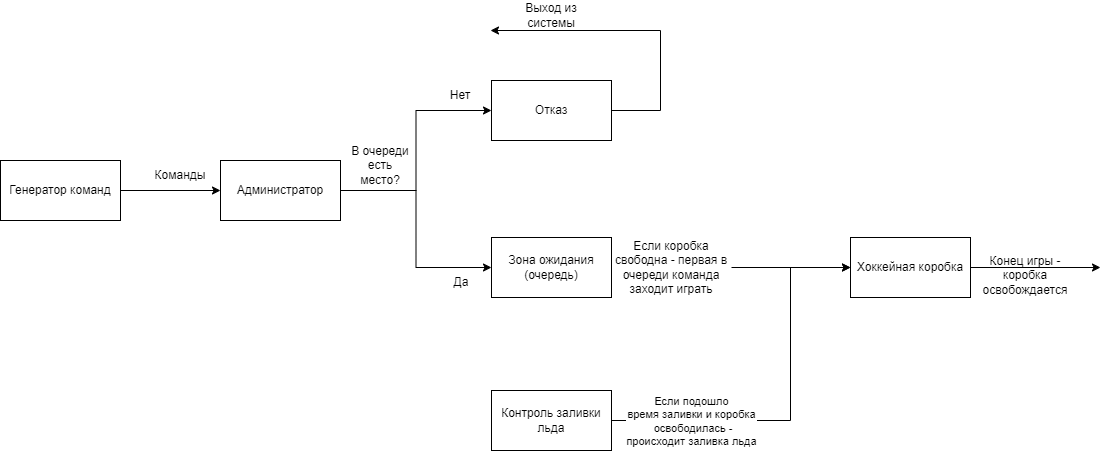 Выход из
системы
Нет
Отказ
В очереди
есть
место?
Команды
Генератор команд
Администратор
Да
Зона ожидания
(очередь)
Если коробка
свободна - первая в
очереди команда
заходит играть
Хоккейная коробка
Конец игры -
коробка
освобождается
Контроль заливки
льда
Если подошло
время заливки и коробка
освободилась -
происходит заливка льда